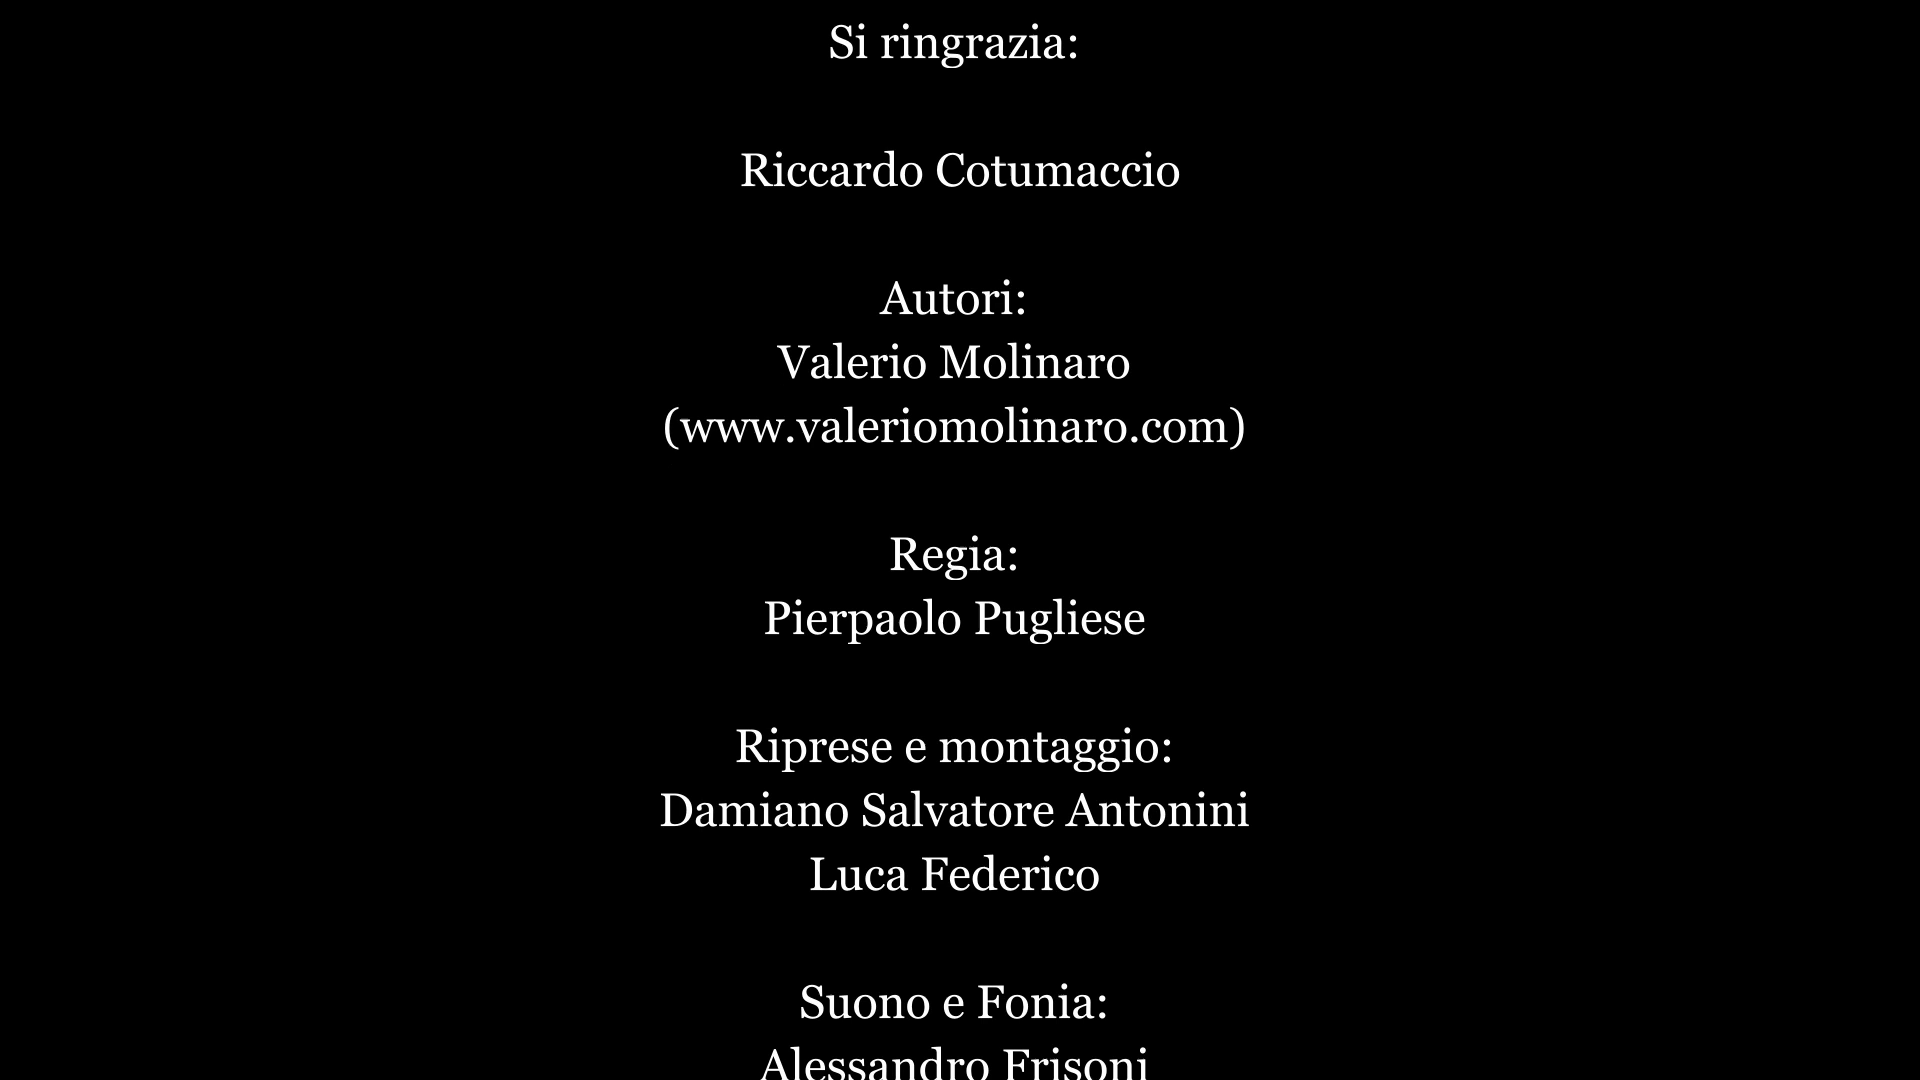 Si ringrazia:
Riccardo Cotumaccio
Autori:
Valerio Molinaro
(www.valeriomolinaro.com)
Regia:
Pierpaolo Pugliese
Riprese e montaggio:
Damiano Salvatore Antonini
Luca Federico
Suono e Fonia:
Alessandro Frisoni